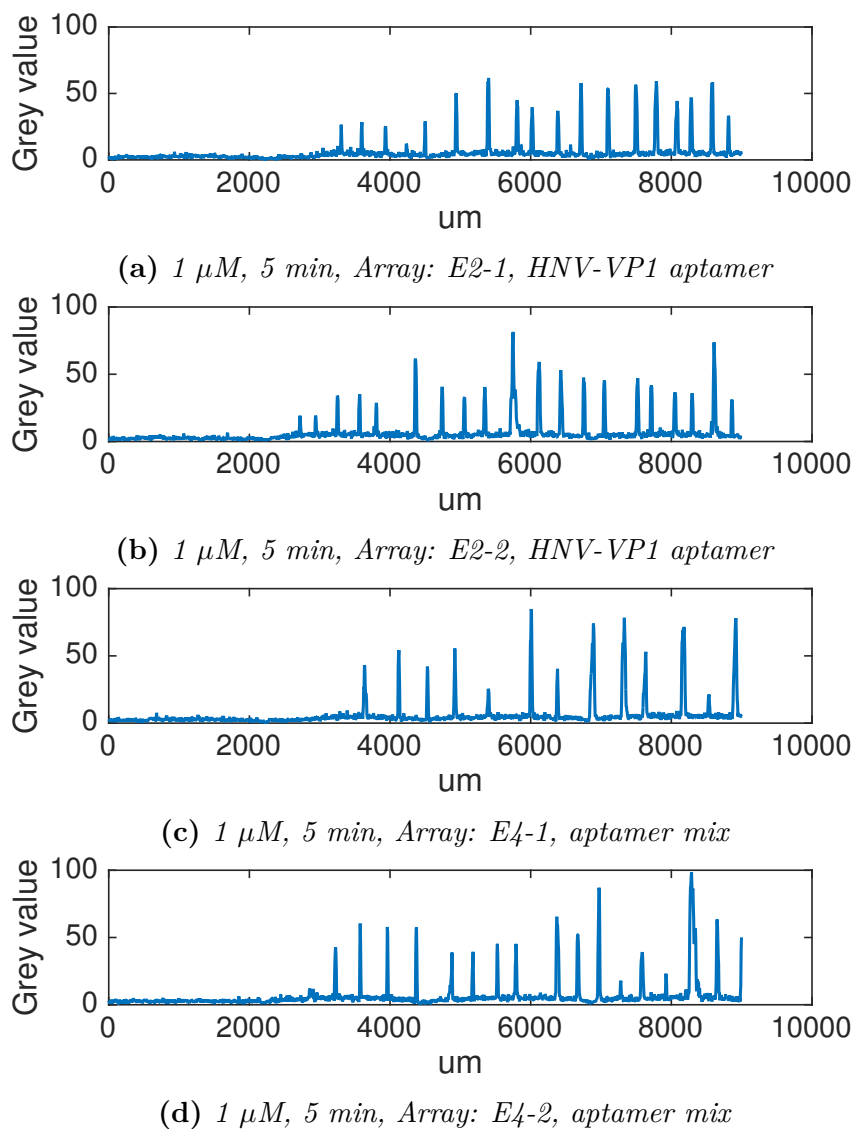 100
50
0
Grey value
0 2000 4000 6000 8000 10000
um
(a) 1 μM, 5 min, Array: E2-1, HNV-VP1 aptamer
100
50
0
Grey value
0 2000 4000 6000 8000 10000
um
(b) 1 μM, 5 min, Array: E2-2, HNV-VP1 aptamer
100
50
0
Grey value
0 2000 4000 6000 8000 10000
um
(c) 1 μM, 5 min, Array: E4-1, aptamer mix
100
50
0
Grey value
0 2000 4000 6000 8000 10000
um
(d) 1 μM, 5 min, Array: E4-2, aptamer mix